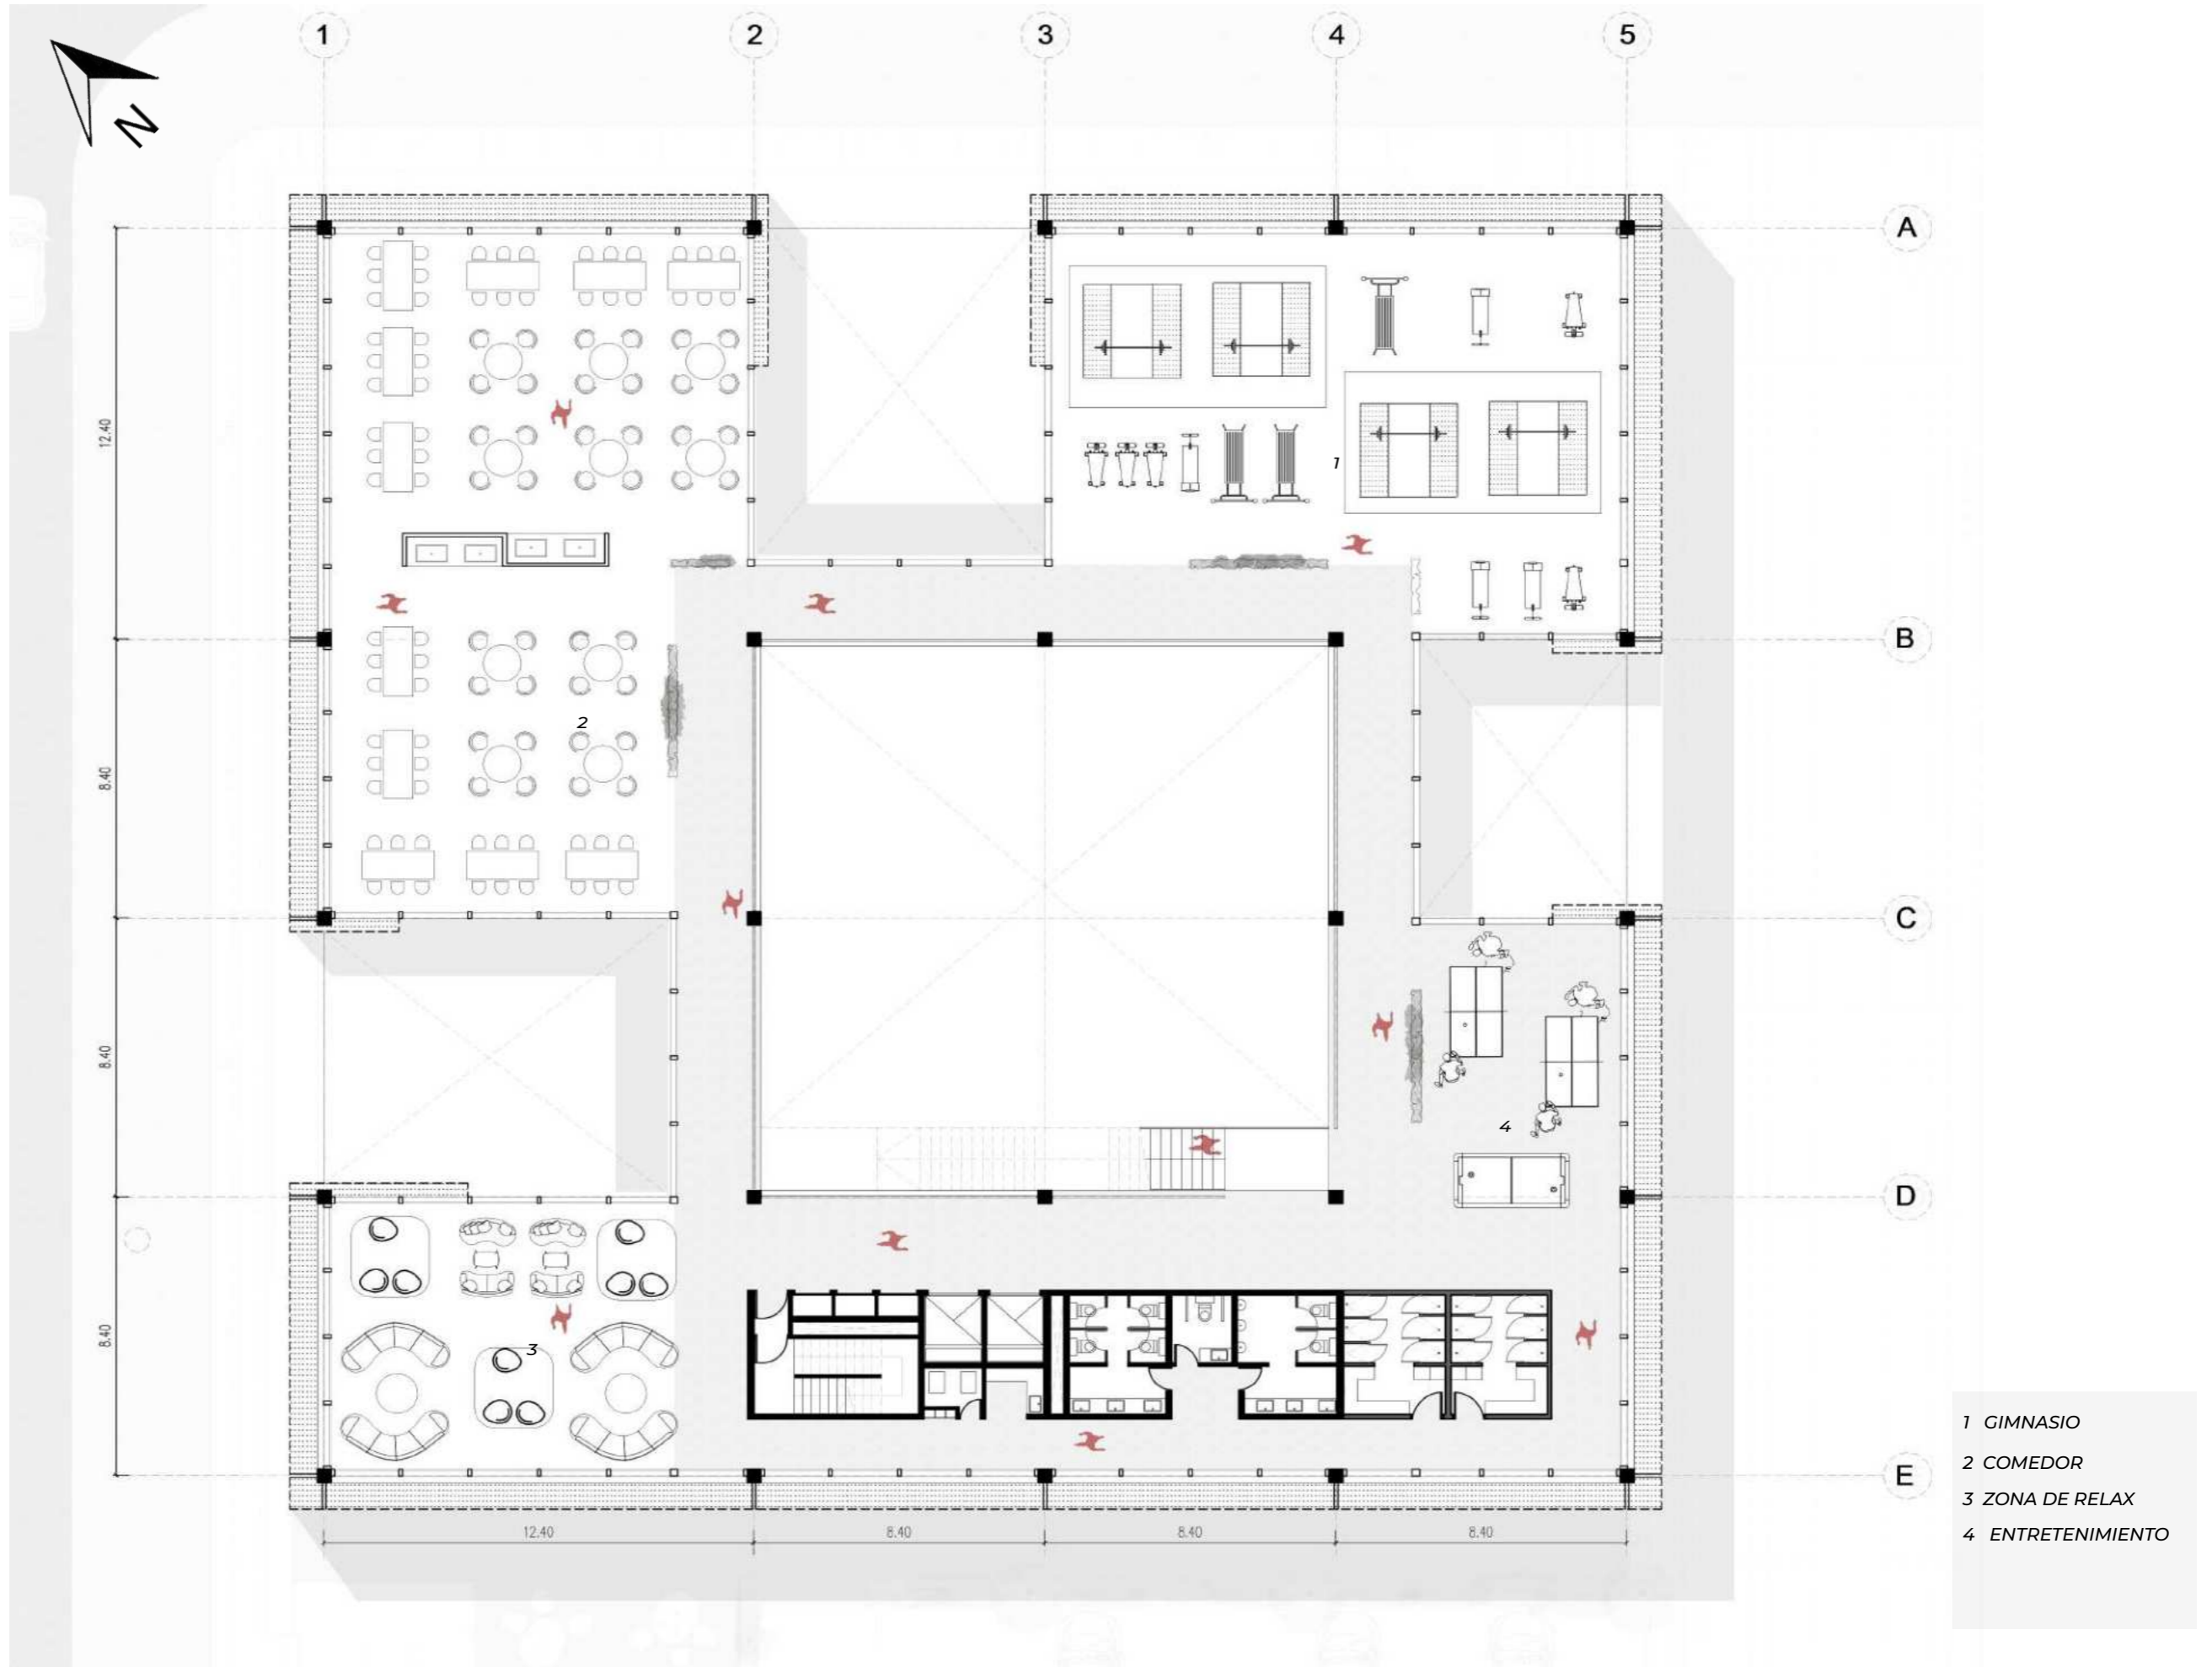 1 2 3 4 5
N
A
12.40
1
B
2
8.40
C
8.40
4
D
8.40
3
E
12.40 8.40 8.40 8.40
1 GIMNASIO
2 COMEDOR
3 ZONA DE RELAX
4 ENTRETENIMIENTO